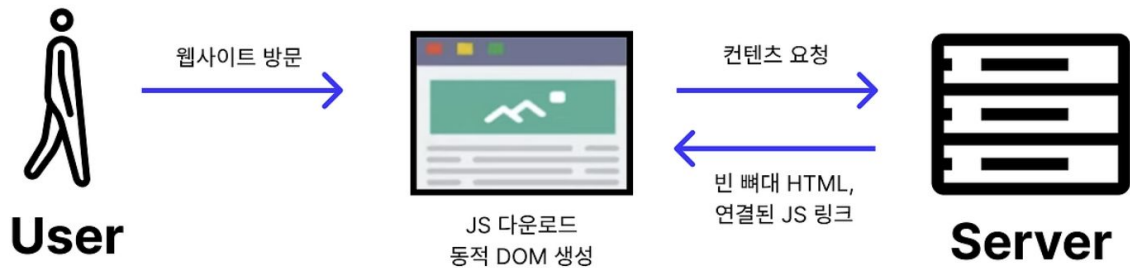 웹사이트 방문
컨텐츠 요청
빈 뼈대 HTML,
연결된 JS 링크
JS 다운로드
동적 DOM 생성
User
Server